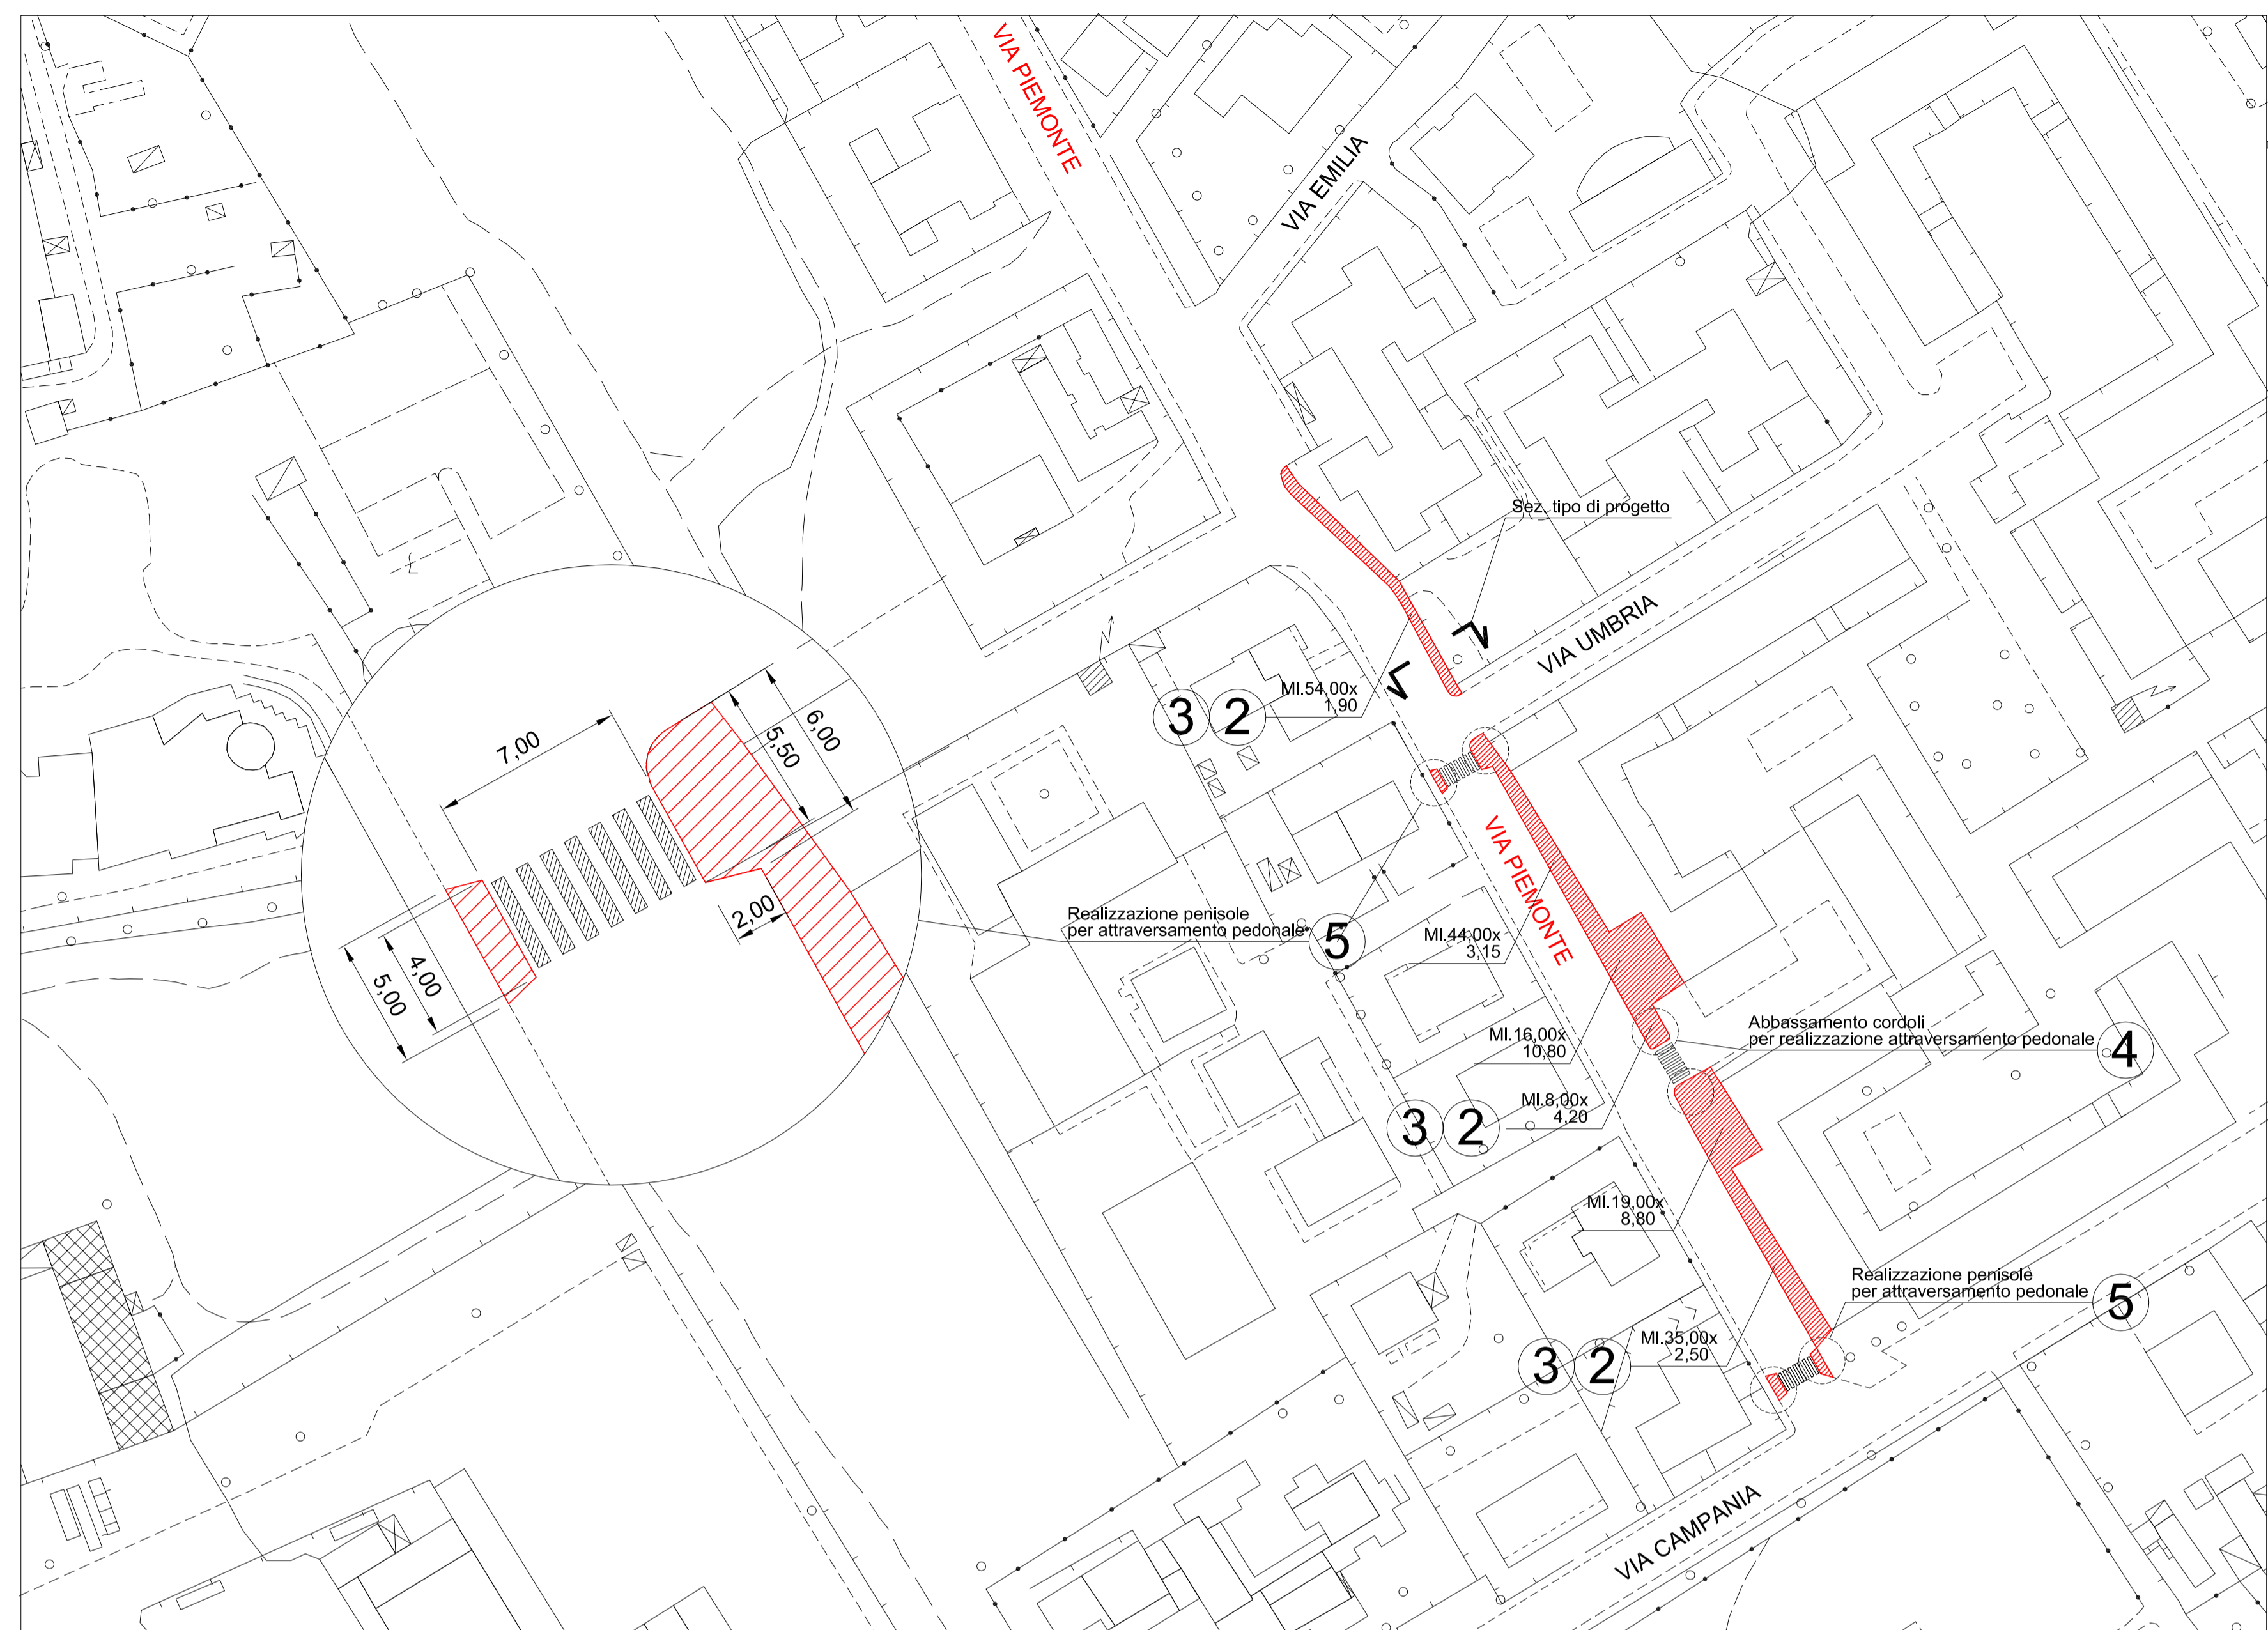 VIA PIEMONTE
VIA EMILIA
Sez. tipo di progetto
VIA UMBRIA
3
2
Ml.54,00x
1,90
7,00
5,50
6,00
2,00
4,00
5,00
VIA PIEMONTE
Realizzazione penisole
per attraversamento pedonale
5
Ml.44,00x
3,15
Ml.16,00x
10,80
Abbassamento cordoli
per realizzazione attraversamento pedonale
4
3
2
Ml.8,00x
4,20
Ml.19,00x
8,80
Realizzazione penisole
per attraversamento pedonale
5
3
2
Ml.35,00x
2,50
VIA CAMPANIA